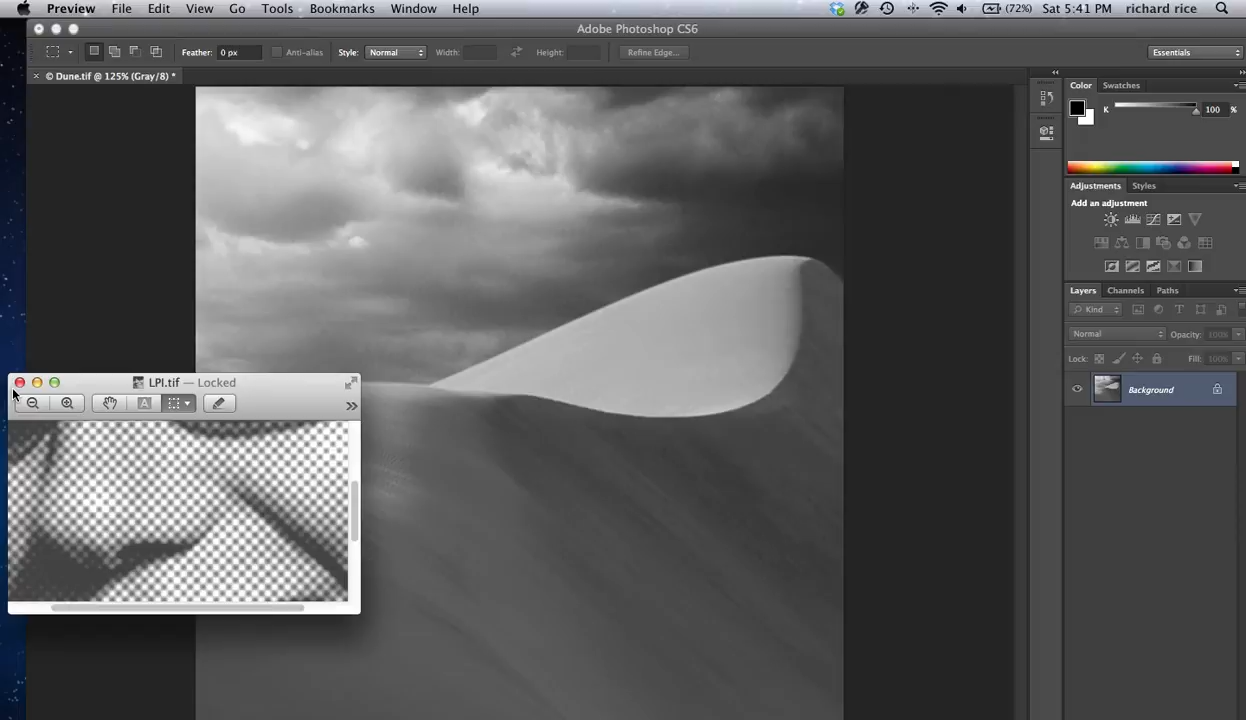 Preview File Edit View Go Tools Bookmarks Window Help (72%) Sat 5:41 PM richard rice
Adobe Photoshop CS6
Feather: 0 px Anti-alias Style: Normal Width: Height: Refine Edge... Essentials
© Dune.tif @ 125% (Gray/8) *
Color Swatches
K 100 %
Adjustments Styles
Add an adjustment
Layers Channels Paths
Kind
Normal Opacity: 100%
Lock: Fill: 100%
Background
LPI.tif — Locked